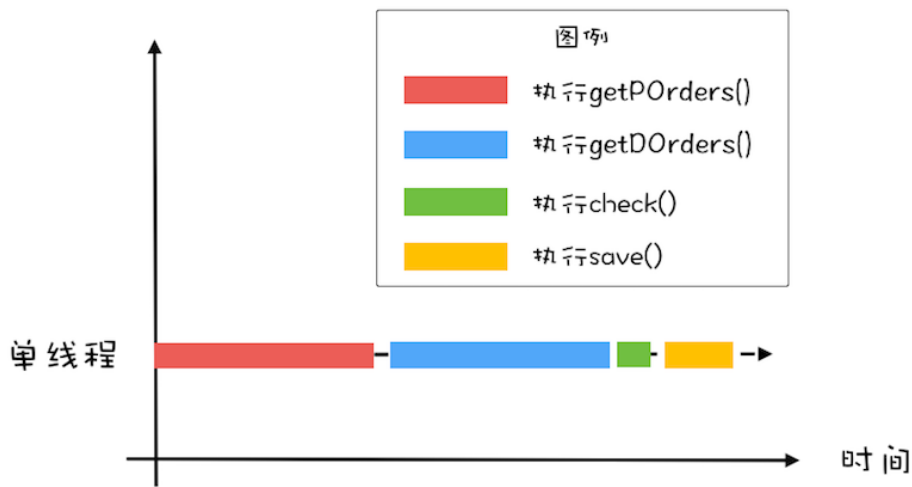 图例
执行getPOrders()
执行getDOrders()
执行check()
执行save()
单线程
时间